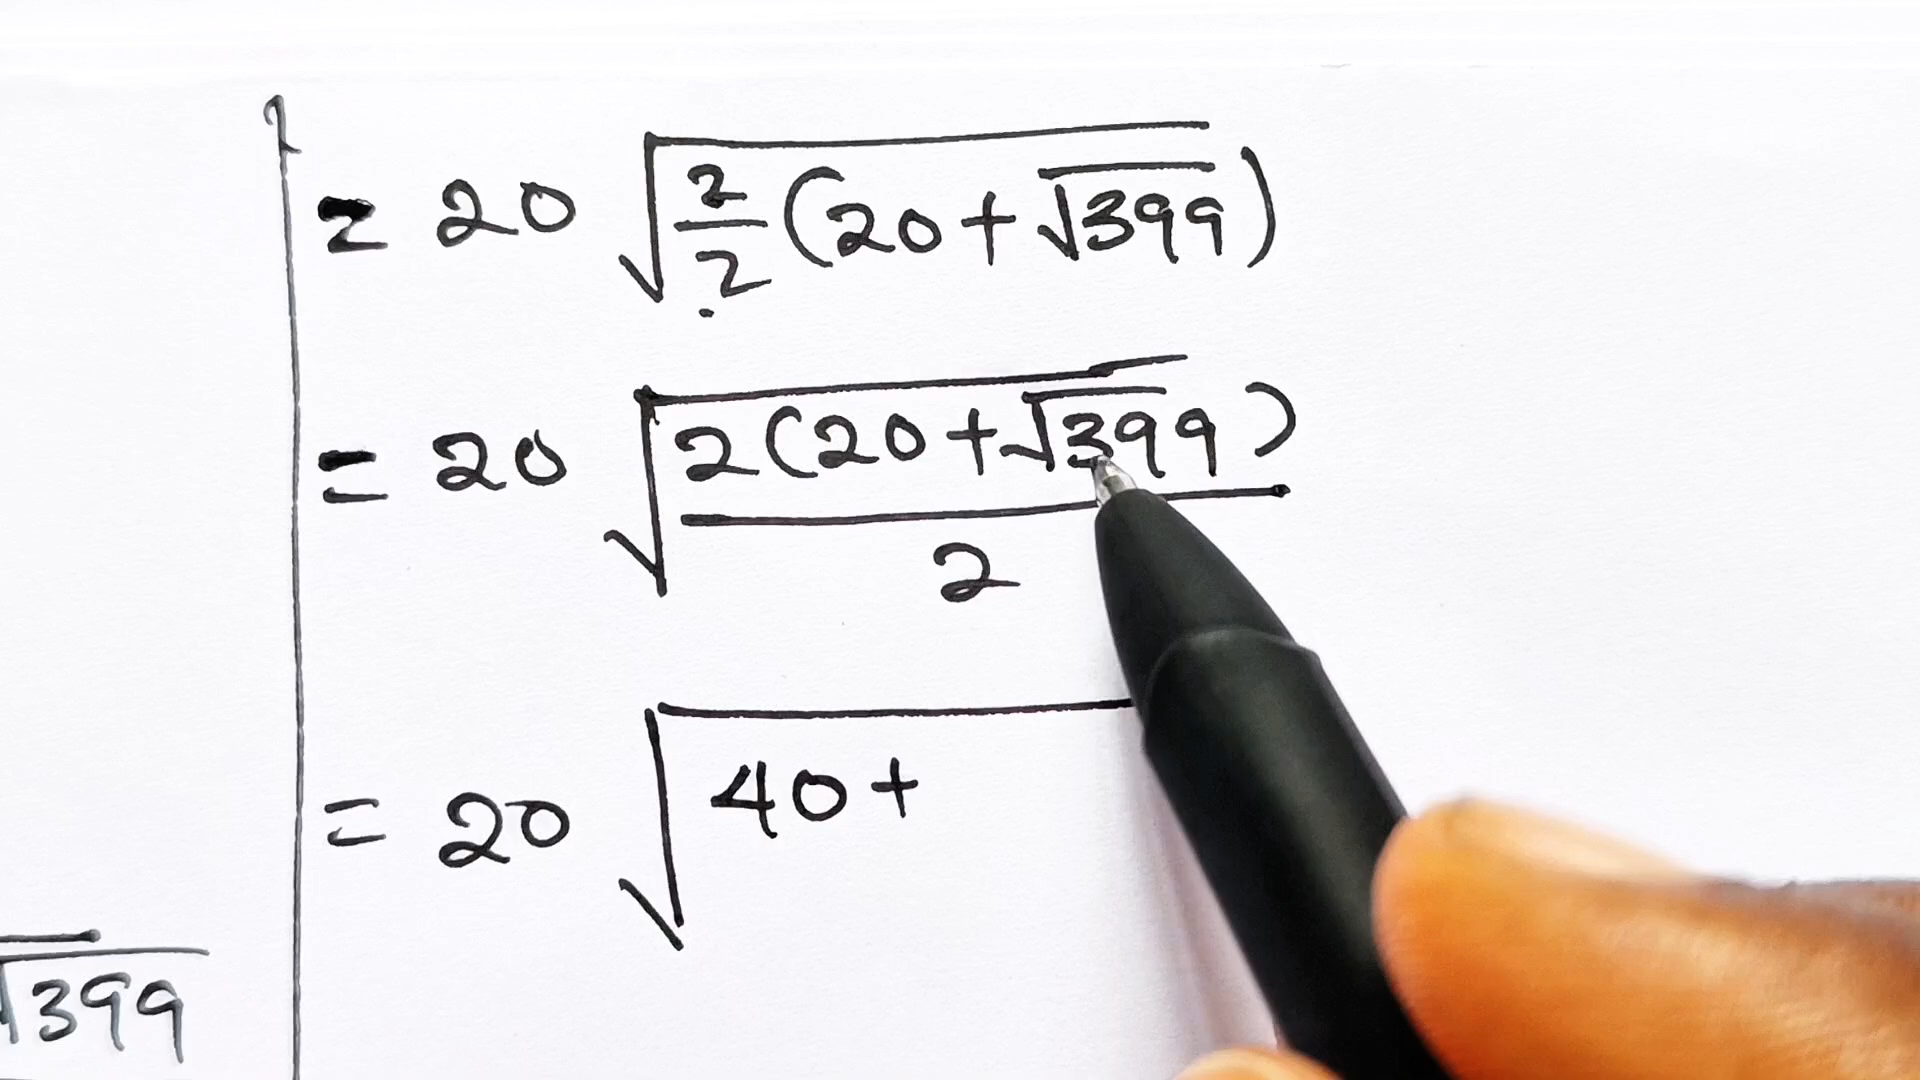 = 20 √(2/2 (20 + √399))
= 20 √(2(20 + √399)/2)
= 20 √(40 +
√399